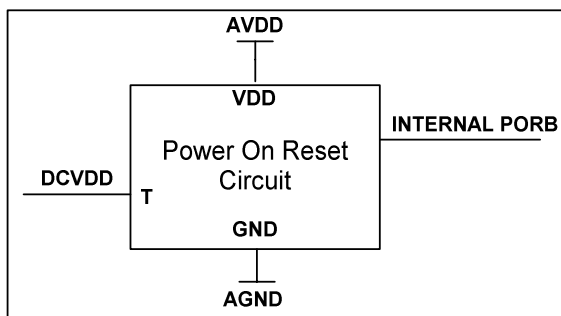 AVDD
VDD
INTERNAL PORB
Power On Reset
Circuit
DCVDD
T
GND
AGND